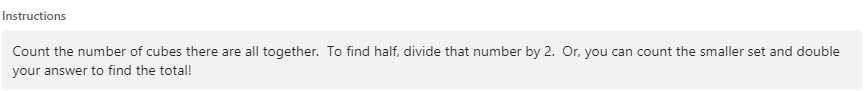 Instructions
Count the number of cubes there are all together.  To find half, divide that number by 2.  Or, you can count the smaller set and double
your answer to find the total!